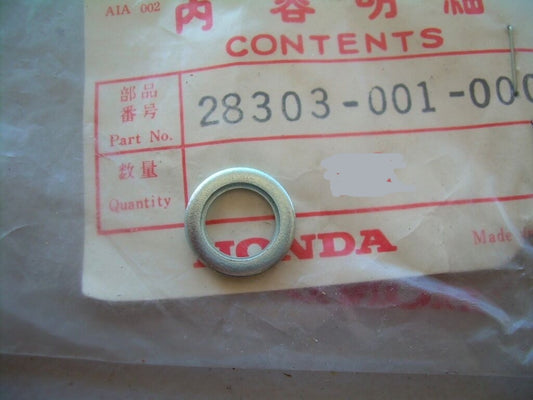 AIA 002
内容明細
CONTENTS
部品
番号
Part No.
28303-001-000
数量
Quantity
HONDA
Made